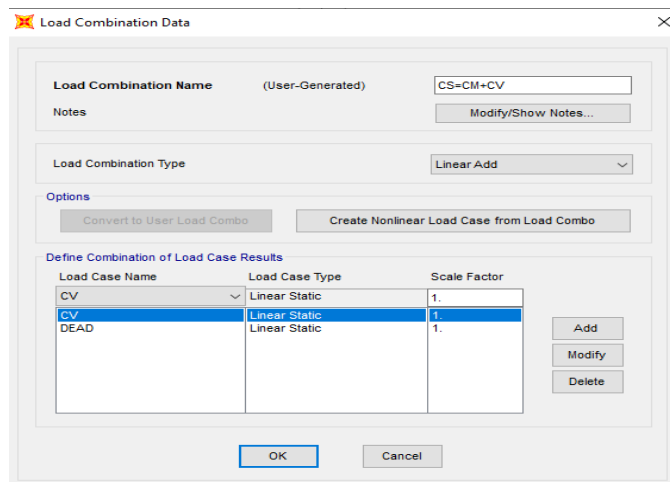 Load Combination Data
Load Combination Name (User-Generated) CS=CM+CV
Notes Modify/Show Notes...
Load Combination Type Linear Add
Options
Convert to User Load Combo Create Nonlinear Load Case from Load Combo
Define Combination of Load Case Results
Load Case Name Load Case Type Scale Factor
CV Linear Static 1.
CV Linear Static 1.
DEAD Linear Static 1.
Add
Modify
Delete
OK Cancel